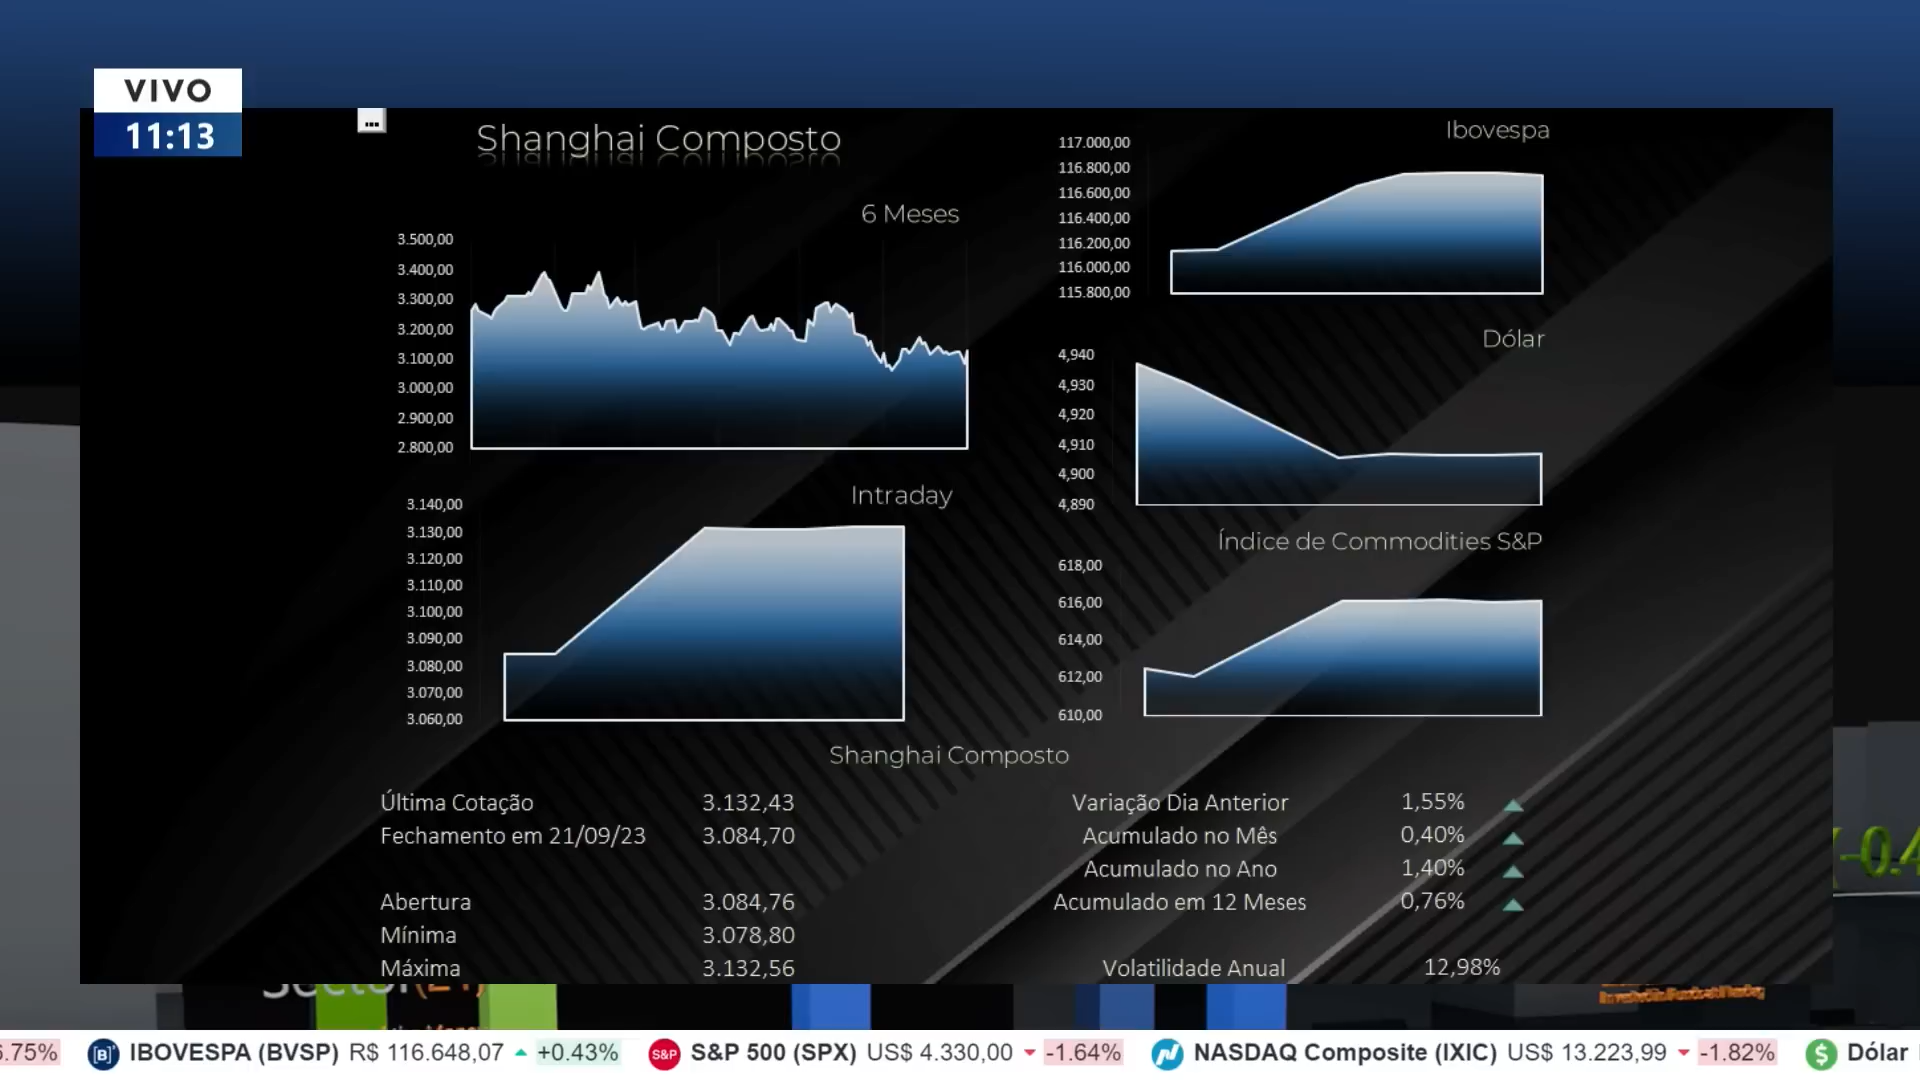 VIVO
11:13
...
Shanghai Composto
6 Meses
3.500,00
3.400,00
3.300,00
3.200,00
3.100,00
3.000,00
2.900,00
2.800,00
Intraday
3.140,00
3.130,00
3.120,00
3.110,00
3.100,00
3.090,00
3.080,00
3.070,00
3.060,00
Ibovespa
117.000,00
116.800,00
116.600,00
116.400,00
116.200,00
116.000,00
115.800,00
Dólar
4,940
4,930
4,920
4,910
4,900
4,890
Índice de Commodities S&P
618,00
616,00
614,00
612,00
610,00
Shanghai Composto
Última Cotação 3.132,43
Fechamento em 21/09/23 3.084,70
Abertura 3.084,76
Mínima 3.078,80
Máxima 3.132,56
Variação Dia Anterior 1,55%
Acumulado no Mês 0,40%
Acumulado no Ano 1,40%
Acumulado em 12 Meses 0,76%
Volatilidade Anual 12,98%
-0.4
6.75% [B]³ IBOVESPA (BVSP) R$ 116.648,07 +0.43% S&P S&P 500 (SPX) US$ 4.330,00 -1.64% NASDAQ Composite (IXIC) US$ 13.223,99 -1.82% $ Dólar